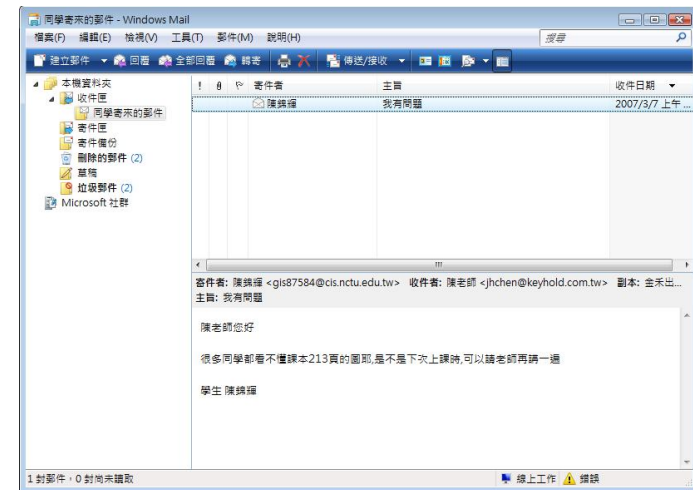 同學寄來的郵件 - Windows Mail
檔案(F) 編輯(E) 檢視(V) 工具(T) 郵件(M) 說明(H)
搜尋
建立郵件 回覆 全部回覆 轉寄 傳送/接收
本機資料夾
收件匣
同學寄來的郵件
寄件匣
寄件備份
刪除的郵件 (2)
草稿
垃圾郵件 (2)
Microsoft 社群
! 寄件者 主旨 收件日期
陳錦輝 我有問題 2007/3/7 上午 ...
寄件者: 陳錦輝 <gis87584@cis.nctu.edu.tw> 收件者: 陳老師 <jhchen@keyhold.com.tw> 副本: 金禾出...
主旨: 我有問題
陳老師您好
很多同學都看不懂課本213頁的圖耶,是不是下次上課時,可以請老師再講一遍
學生 陳錦輝
1 封郵件，0 封尚未讀取
線上工作 錯誤